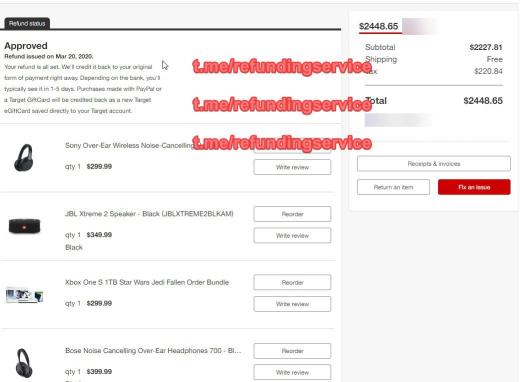 Refund status
Approved
Refund issued on Mar 20, 2020.
Your refund is all set. We'll credit it back to your original
form of payment right away. Depending on the bank, you'll
typically see it in 1-5 days. Purchases made with PayPal or
a Target GiftCard will be credited back as a new Target
eGiftCard saved directly to your Target account.
t.me/refundingservice
t.me/refundingservice
t.me/refundingservice
Sony Over-Ear Wireless Noise-Cancelling
qty 1 $299.99
Write review
JBL Xtreme 2 Speaker - Black (JBLXTREME2BLKAM)
Reorder
qty 1 $349.99
Write review
Black
Xbox One S 1TB Star Wars Jedi Fallen Order Bundle
Reorder
qty 1 $299.99
Write review
Bose Noise Cancelling Over-Ear Headphones 700 - Bl...
Reorder
qty 1 $399.99
Write review
$2448.65
Subtotal $2227.81
Shipping Free
$220.84
Total $2448.65
Receipts & invoices
Return an item
Fix an issue